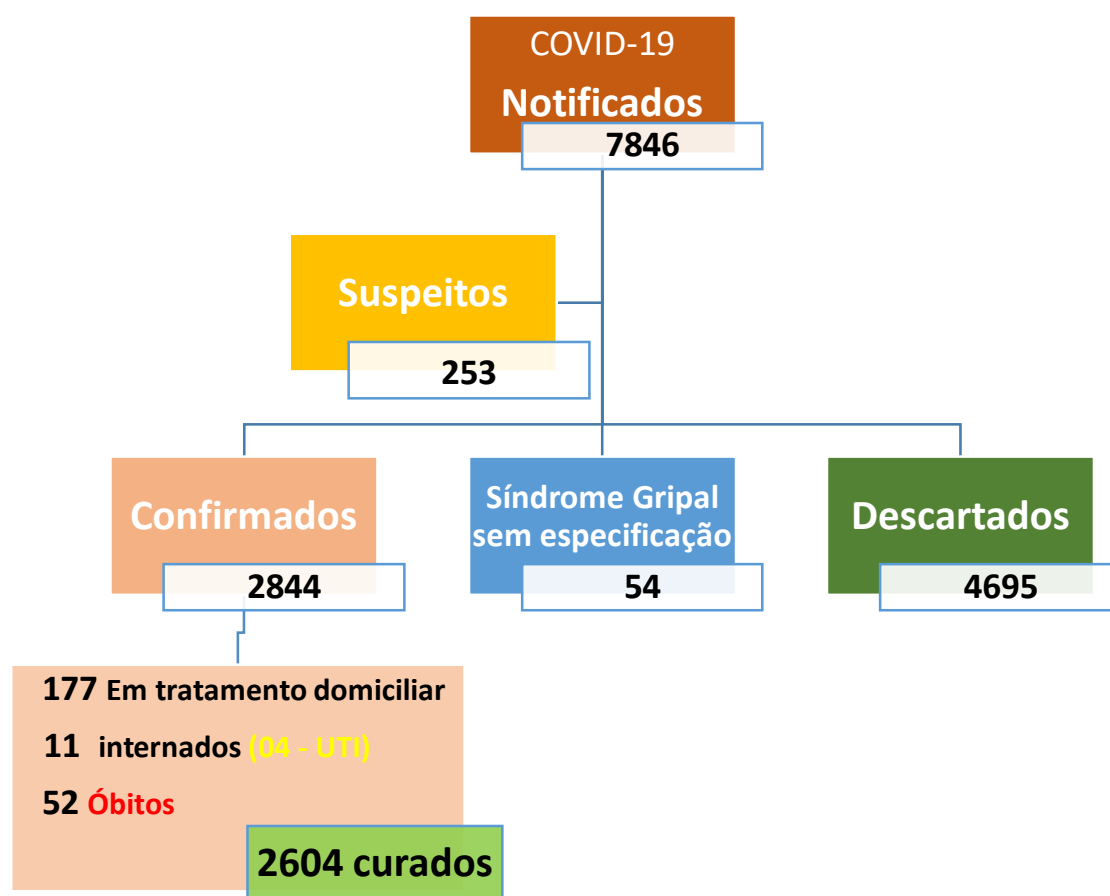 COVID-19
Notificados
7846
Suspeitos
253
Confirmados
2844
Síndrome Gripal
sem especificação
54
Descartados
4695
177 Em tratamento domiciliar
11 internados (04 - UTI)
52 Óbitos
2604 curados